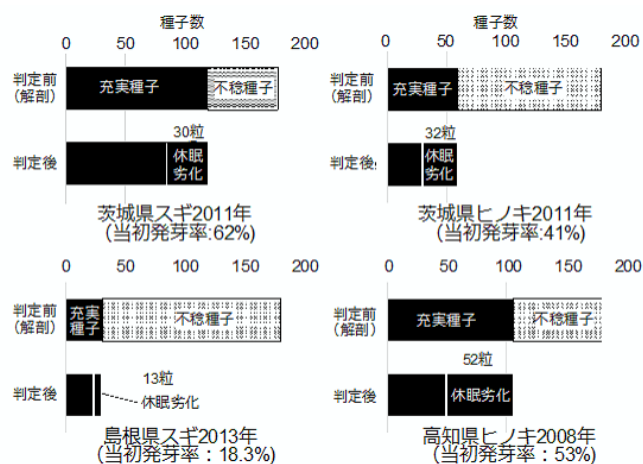 種子数
0 50 100 150 200
判定前
(解剖)
充実種子
不稔種子
30粒
判定後
休眠
劣化
茨城県スギ2011年
(当初発芽率:62%)
種子数
0 50 100 150 200
判定前
(解剖)
充実種子
不稔種子
32粒
判定後
休眠
劣化
茨城県ヒノキ2011年
(当初発芽率:41%)
0 50 100 150 200
判定前
(解剖)
充実
種子
不稔種子
13粒
判定後
休眠劣化
島根県スギ2013年
(当初発芽率：18.3%)
0 50 100 150 200
判定前
(解剖)
充実種子
不稔種子
52粒
判定後
休眠劣化
高知県ヒノキ2008年
(当初発芽率：53%)